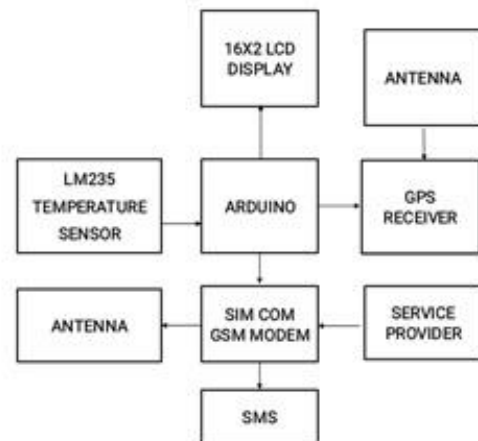 16X2 LCD
DISPLAY
ANTENNA
LM235
TEMPERATURE
SENSOR
ARDUINO
GPS
RECEIVER
ANTENNA
SIM COM
GSM MODEM
SERVICE
PROVIDER
SMS